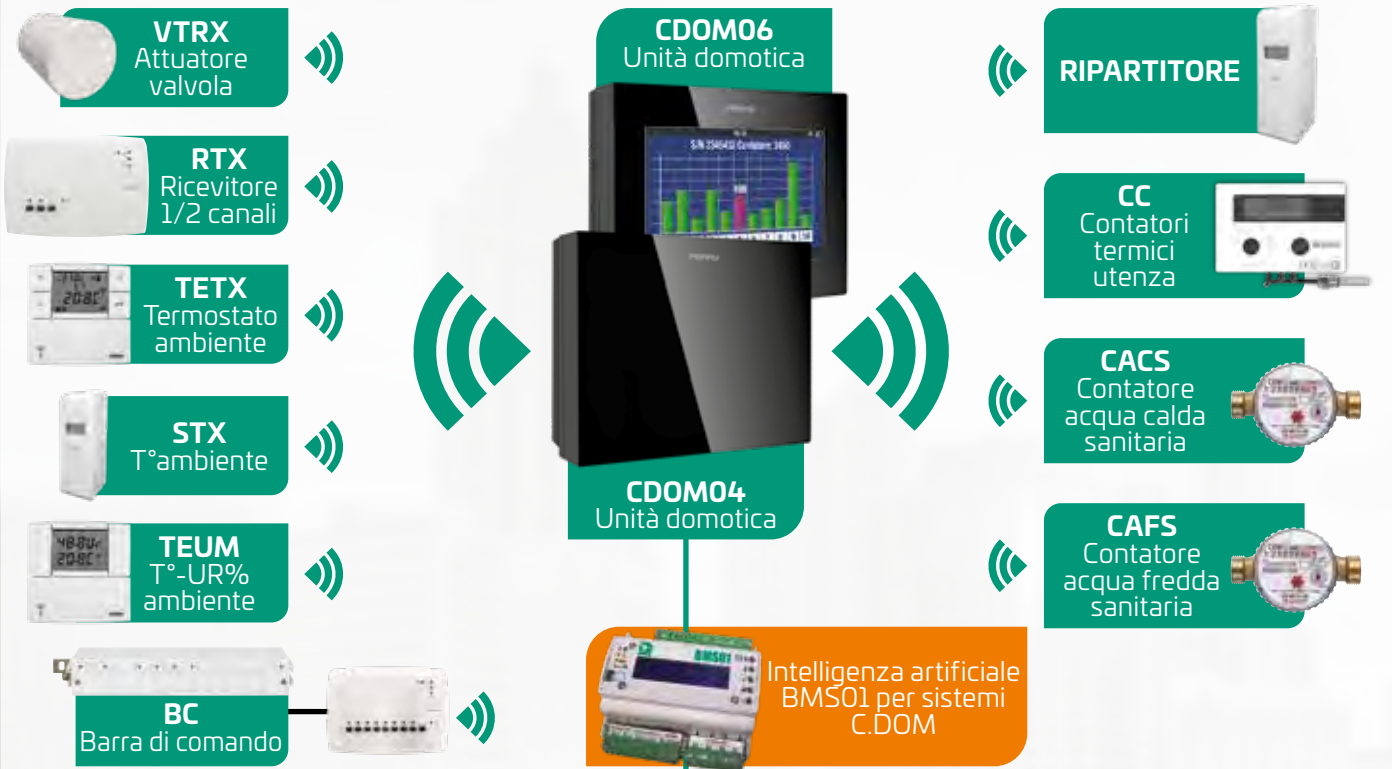 VTRX
Attuatore
valvola
RTX
Ricevitore
1/2 canali
TETX
Termostato
ambiente
STX
T°ambiente
TEUM
T°-UR%
ambiente
BC
Barra di comando
CDOM06
Unità domotica
CDOM04
Unità domotica
BMS01
Intelligenza artificiale
BMS01 per sistemi
C.DOM
RIPARTITORE
CC
Contatori
termici
utenza
CACS
Contatore
acqua calda
sanitaria
CAFS
Contatore
acqua fredda
sanitaria